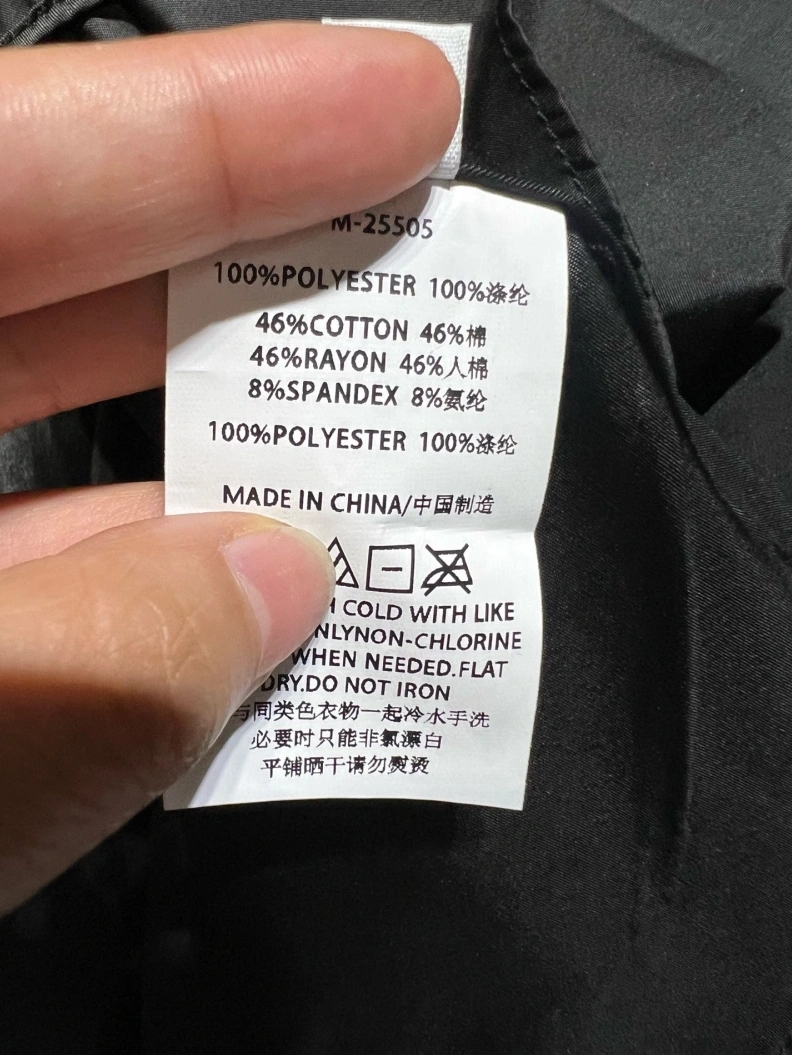 M-25505
100%POLYESTER 100%涤纶
46%COTTON 46%棉
46%RAYON 46%人棉
8%SPANDEX 8%氨纶
100%POLYESTER 100%涤纶
MADE IN CHINA/中国制造
COLD WITH LIKE
NON-CHLORINE
WHEN NEEDED.FLAT
DRY.DO NOT IRON
与同类色衣物一起冷水手洗
必要时只能非氯漂白
平铺晒干请勿熨烫